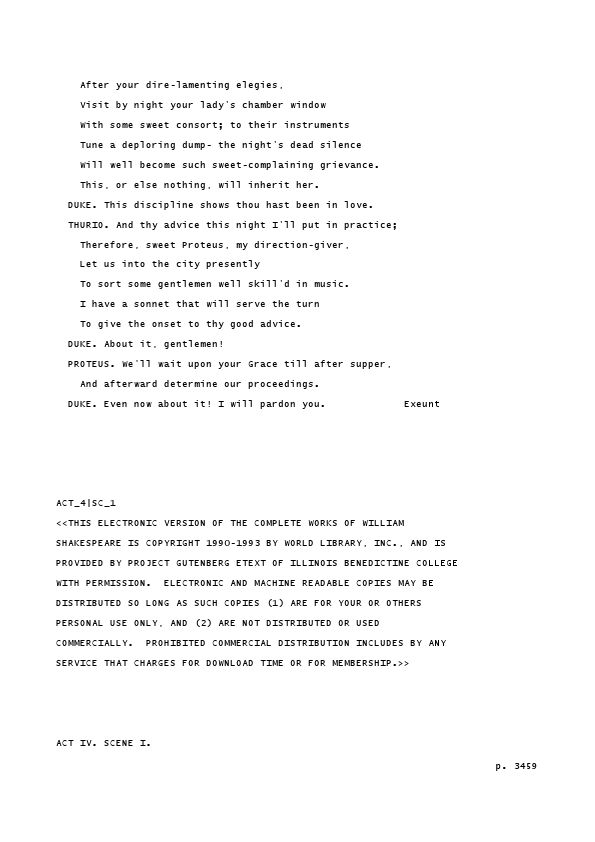 After your dire-lamenting elegies,
Visit by night your lady's chamber window
With some sweet consort; to their instruments
Tune a deploring dump- the night's dead silence
Will well become such sweet-complaining grievance.
This, or else nothing, will inherit her.
DUKE. This discipline shows thou hast been in love.
THURIO. And thy advice this night I'll put in practice;
Therefore, sweet Proteus, my direction-giver,
Let us into the city presently
To sort some gentlemen well skill'd in music.
I have a sonnet that will serve the turn
To give the onset to thy good advice.
DUKE. About it, gentlemen!
PROTEUS. We'll wait upon your Grace till after supper,
And afterward determine our proceedings.
DUKE. Even now about it! I will pardon you. Exeunt
ACT_4|SC_1
<<THIS ELECTRONIC VERSION OF THE COMPLETE WORKS OF WILLIAM
SHAKESPEARE IS COPYRIGHT 1990-1993 BY WORLD LIBRARY, INC., AND IS
PROVIDED BY PROJECT GUTENBERG ETEXT OF ILLINOIS BENEDICTINE COLLEGE
WITH PERMISSION.  ELECTRONIC AND MACHINE READABLE COPIES MAY BE
DISTRIBUTED SO LONG AS SUCH COPIES (1) ARE FOR YOUR OR OTHERS
PERSONAL USE ONLY, AND (2) ARE NOT DISTRIBUTED OR USED
COMMERCIALLY.  PROHIBITED COMMERCIAL DISTRIBUTION INCLUDES BY ANY
SERVICE THAT CHARGES FOR DOWNLOAD TIME OR FOR MEMBERSHIP.>>
ACT IV. SCENE I.
p. 3459